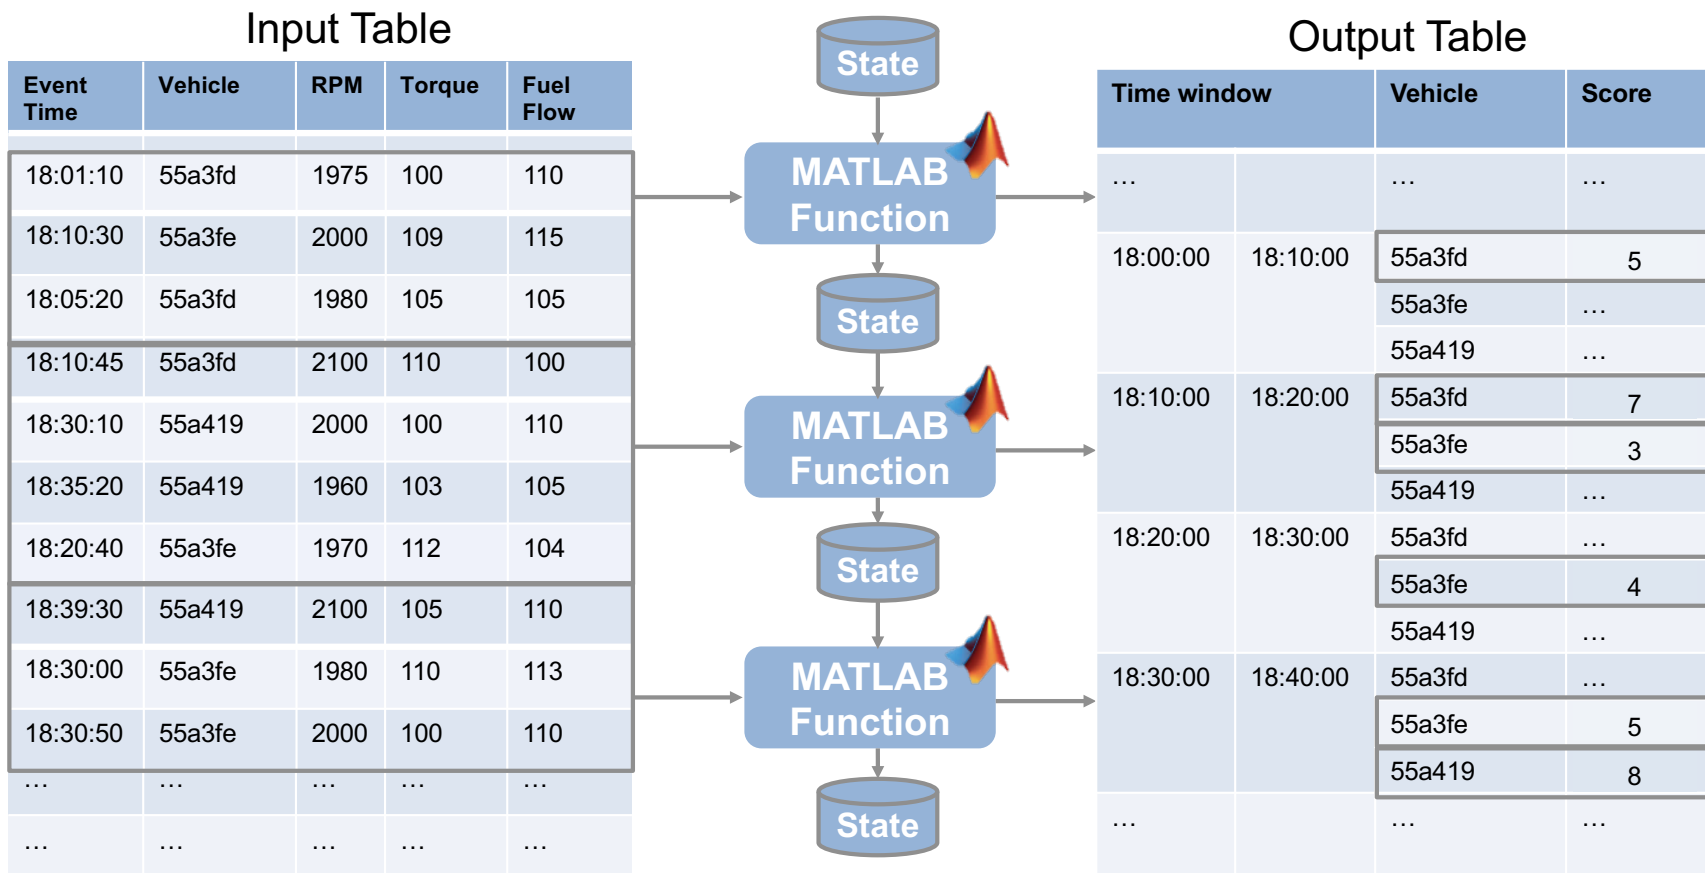 Input Table
Event Time Vehicle RPM Torque Fuel Flow
18:01:10 55a3fd 1975 100 110
18:10:30 55a3fe 2000 109 115
18:05:20 55a3fd 1980 105 105
18:10:45 55a3fd 2100 110 100
18:30:10 55a419 2000 100 110
18:35:20 55a419 1960 103 105
18:20:40 55a3fe 1970 112 104
18:39:30 55a419 2100 105 110
18:30:00 55a3fe 1980 110 113
18:30:50 55a3fe 2000 100 110
… … … … …
… … … … …
State
MATLAB
Function
State
MATLAB
Function
State
MATLAB
Function
State
Output Table
Time window Vehicle Score
… … …
18:00:00 18:10:00 55a3fd 5
55a3fe …
55a419 …
18:10:00 18:20:00 55a3fd 7
55a3fe 3
55a419 …
18:20:00 18:30:00 55a3fd …
55a3fe 4
55a419 …
18:30:00 18:40:00 55a3fd …
55a3fe 5
55a419 8
… … …